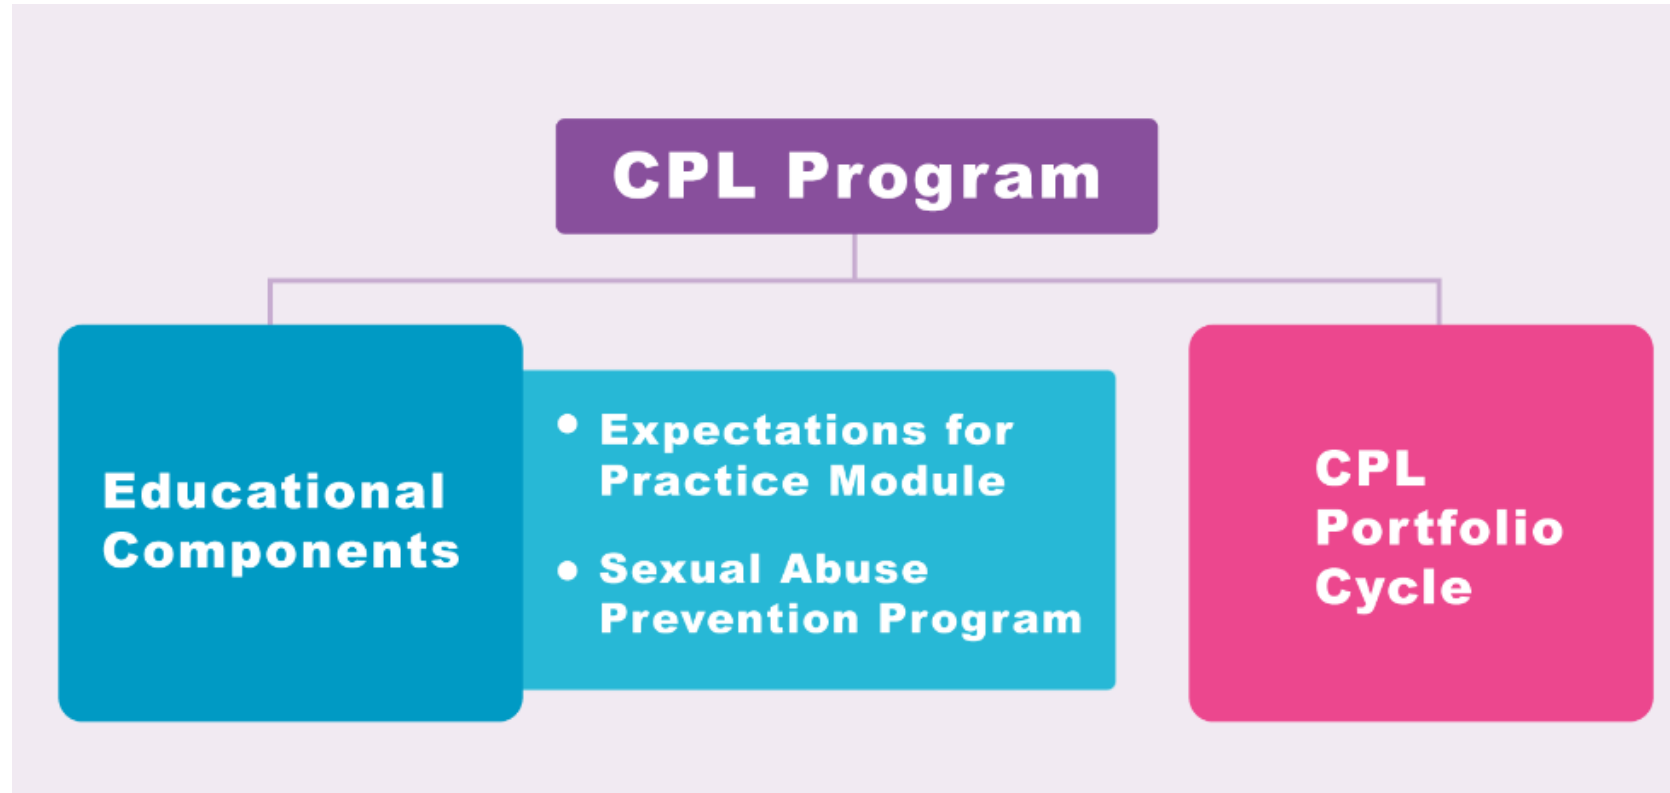 CPL Program
Educational
Components
• Expectations for
Practice Module
• Sexual Abuse
Prevention Program
CPL
Portfolio
Cycle